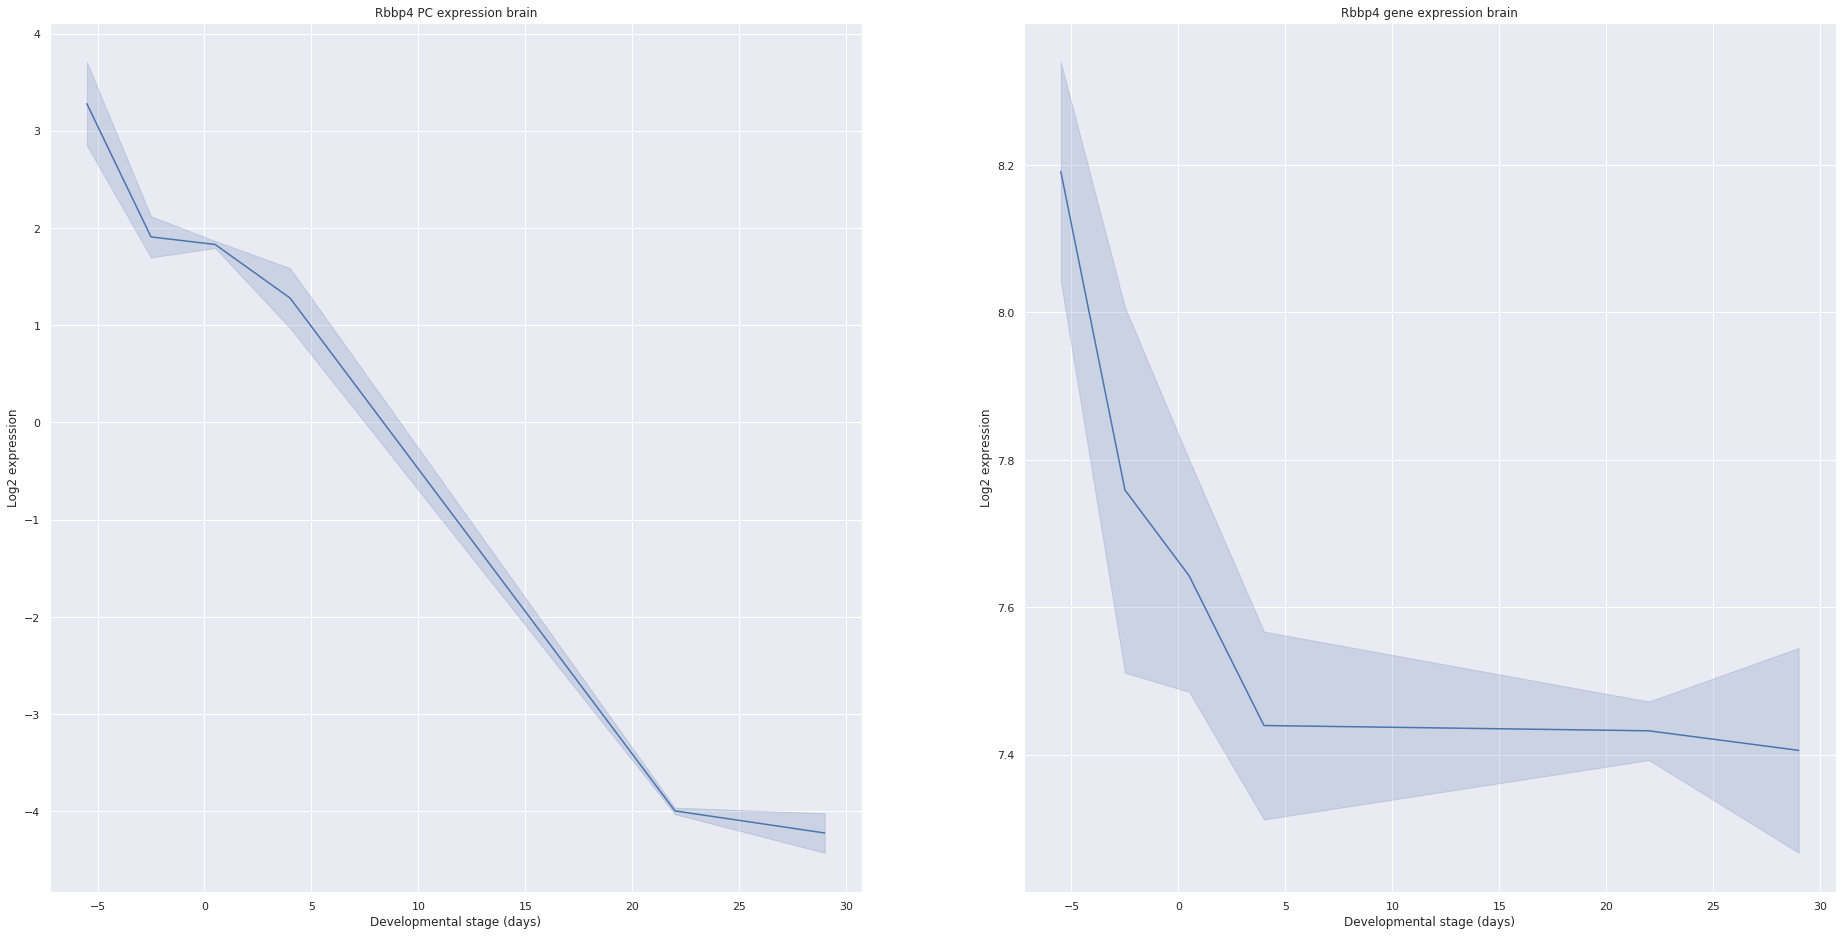 Rbbp4 PC expression brain
4
3
2
1
0
−1
−2
−3
−4
Log2 expression
−5 0 5 10 15 20 25 30
Developmental stage (days)
Rbbp4 gene expression brain
8.2
8.0
7.8
7.6
7.4
Log2 expression
−5 0 5 10 15 20 25 30
Developmental stage (days)